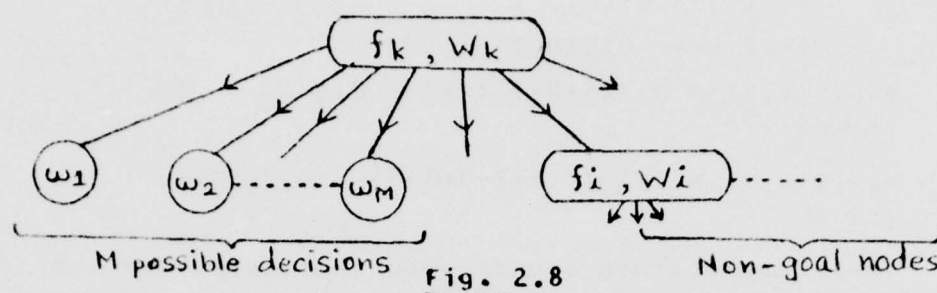 fk, Wk
ω1 ω2 ωM fi, Wi
M possible decisions Non-goal nodes
Fig. 2.8